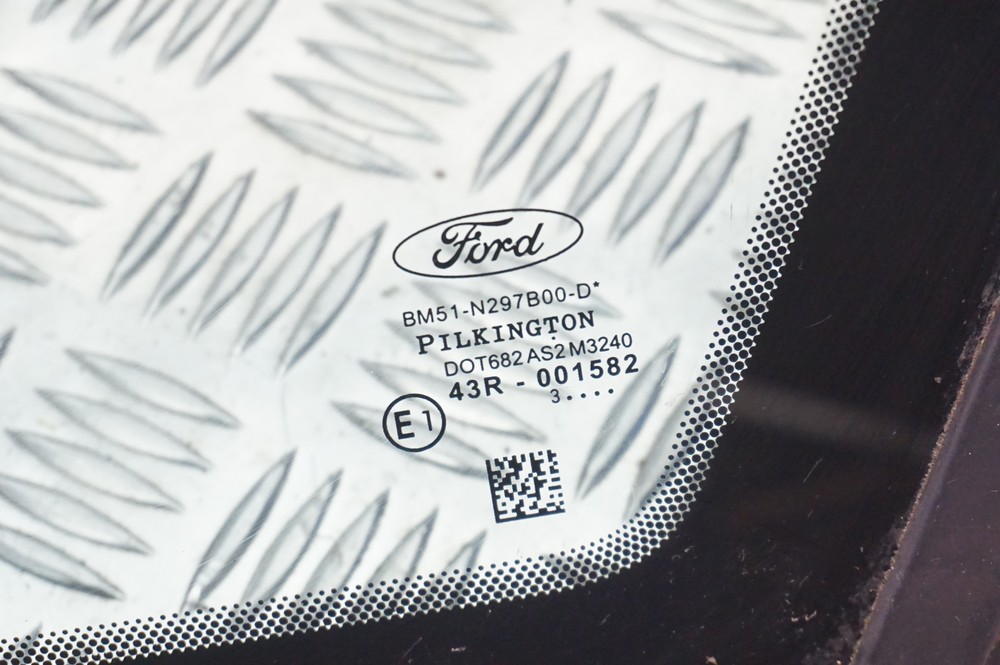 Ford
BM51-N297B00-D*
PILKINGTON
DOT682 AS2 M3240
43R - 001582
3....
E1